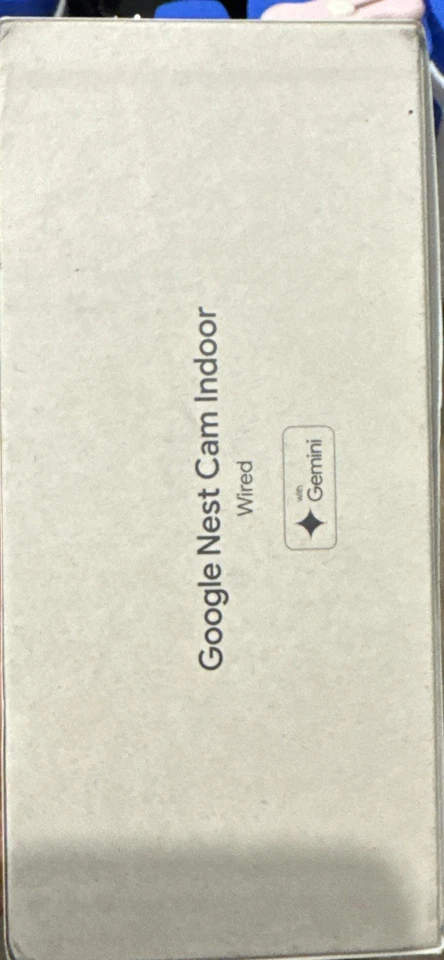 Google Nest Cam Indoor
Wired
with
Gemini